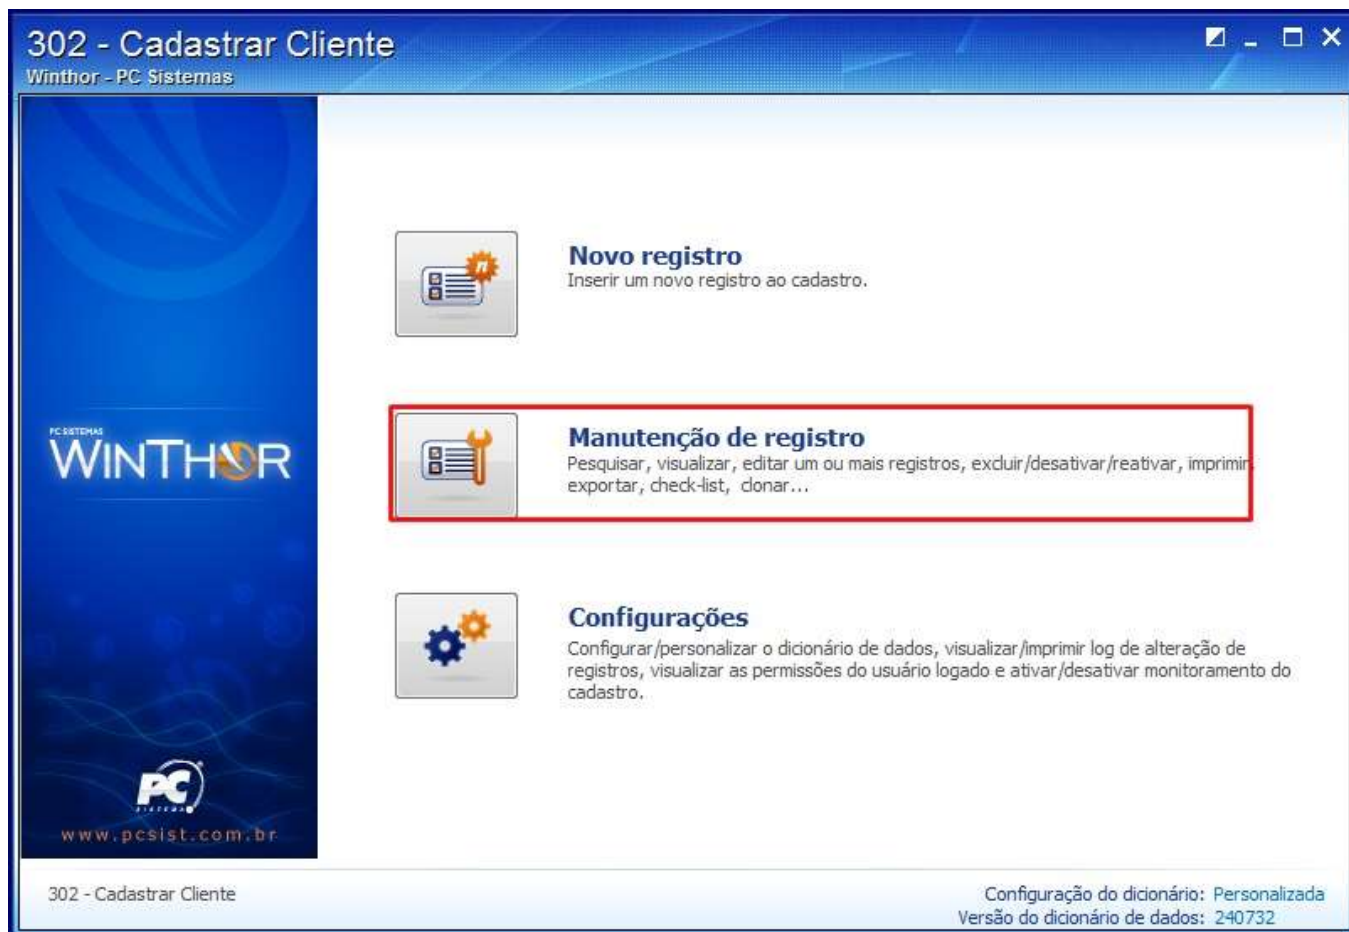 302 - Cadastrar Cliente
Winthor - PC Sistemas
Novo registro
Inserir um novo registro ao cadastro.
PC SISTEMAS
WINTHOR
Manutenção de registro
Pesquisar, visualizar, editar um ou mais registros, excluir/desativar/reativar, imprimir,
exportar, check-list, clonar...
Configurações
Configurar/personalizar o dicionário de dados, visualizar/imprimir log de alteração de
registros, visualizar as permissões do usuário logado e ativar/desativar monitoramento do
cadastro.
PC
SISTEMAS
www.pcsist.com.br
302 - Cadastrar Cliente
Configuração do dicionário: Personalizada
Versão do dicionário de dados: 240732